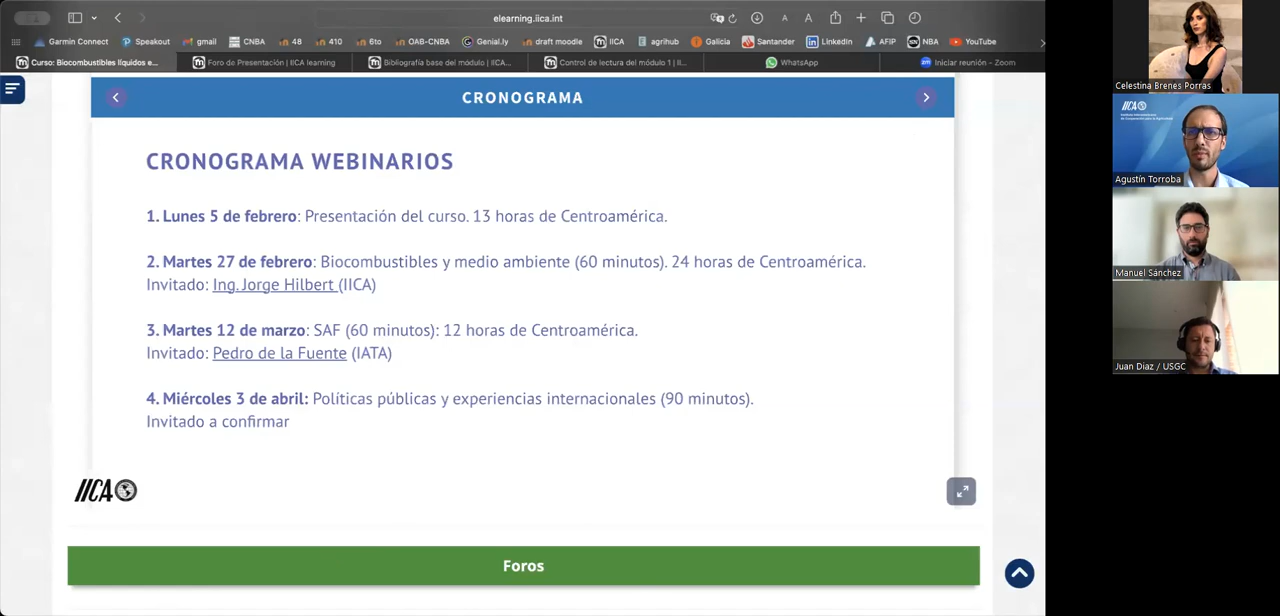 elearning.iica.int
Garmin Connect
Speakout
gmail
CNBA
48
410
6to
OAB-CNBA
Genial.ly
draft moodle
IICA
agrihub
Galicia
Santander
LinkedIn
AFIP
NBA
YouTube
Curso: Biocombustibles líquidos e...
Foro de Presentación | IICA learning
Bibliografía base del módulo | IICA...
Control de lectura del módulo 1 | II...
WhatsApp
Iniciar reunión - Zoom
CRONOGRAMA
CRONOGRAMA WEBINARIOS
1. Lunes 5 de febrero: Presentación del curso. 13 horas de Centroamérica.
2. Martes 27 de febrero: Biocombustibles y medio ambiente (60 minutos). 24 horas de Centroamérica.
Invitado: Ing. Jorge Hilbert (IICA)
3. Martes 12 de marzo: SAF (60 minutos): 12 horas de Centroamérica.
Invitado: Pedro de la Fuente (IATA)
4. Miércoles 3 de abril: Políticas públicas y experiencias internacionales (90 minutos).
Invitado a confirmar
IICA
Foros
Celestina Brenes Porras
IICA
Agustín Torroba
Manuel Sánchez
Juan Diaz / USGC